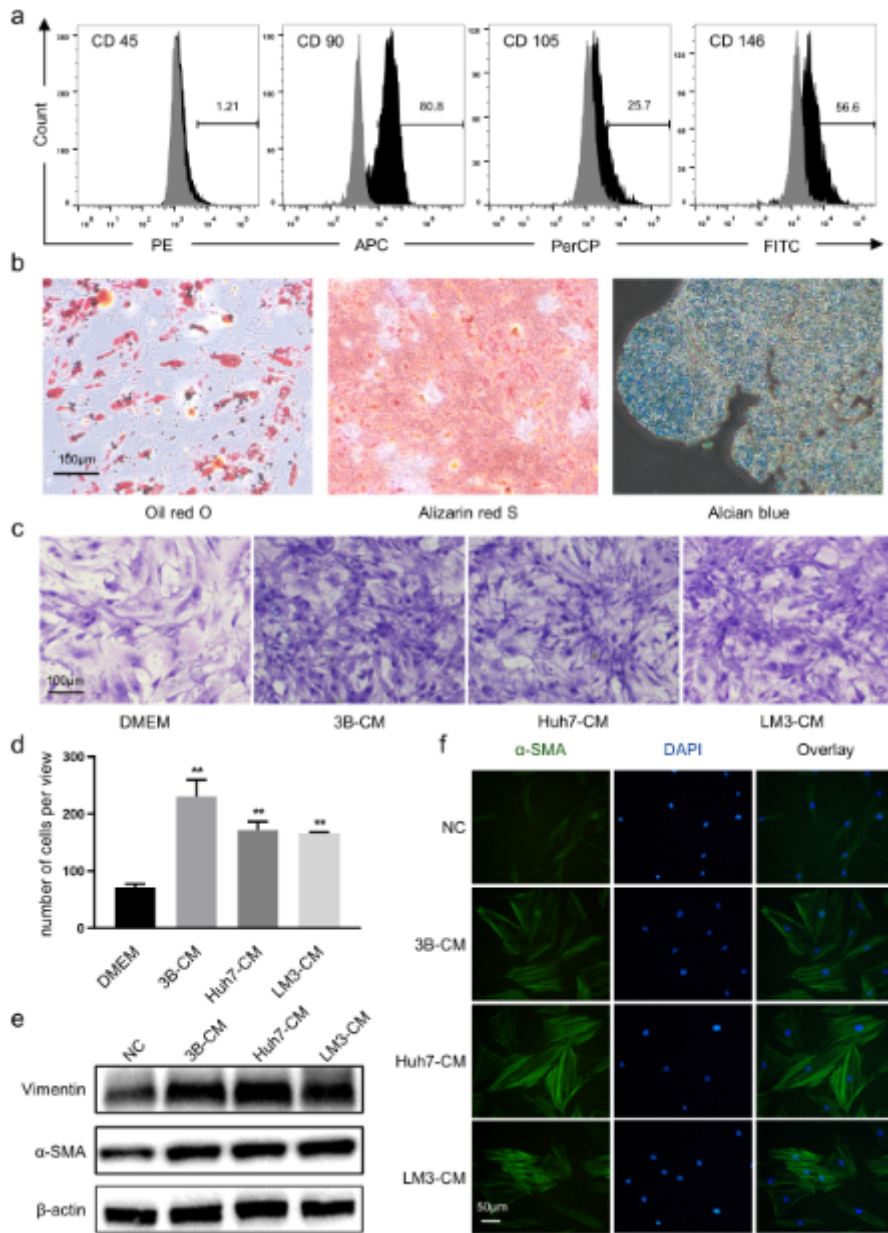 a
CD 45
CD 90
CD 105
CD 146
1.21
80.8
25.7
56.6
Count
PE
APC
PerCP
FITC
b
100μm
Oil red O
Alizarin red S
Alcian blue
c
100μm
DMEM
3B-CM
Huh7-CM
LM3-CM
d
number of cells per view
300
200
100
0
**
**
**
DMEM
3B-CM
Huh7-CM
LM3-CM
e
NC
3B-CM
Huh7-CM
LM3-CM
Vimentin
α-SMA
β-actin
f
α-SMA
DAPI
Overlay
NC
3B-CM
Huh7-CM
LM3-CM
50μm